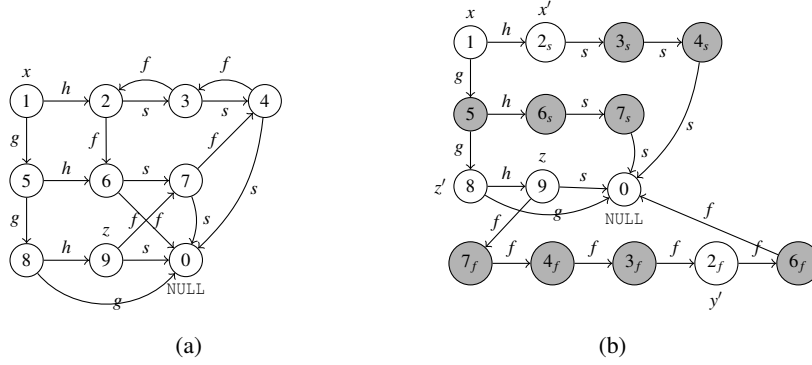 x
f f
1 h 2 s 3 s 4
g f f s
5 h 6 s 7
g z f f s
8 h 9 s 0
g NULL
(a)
x x′
1 h 2s s 3s s 4s
g
5 h 6s s 7s
g z s s
z′ 8 h 9 s 0
f g NULL f
7f f 4f f 3f f 2f f 6f
y′
(b)